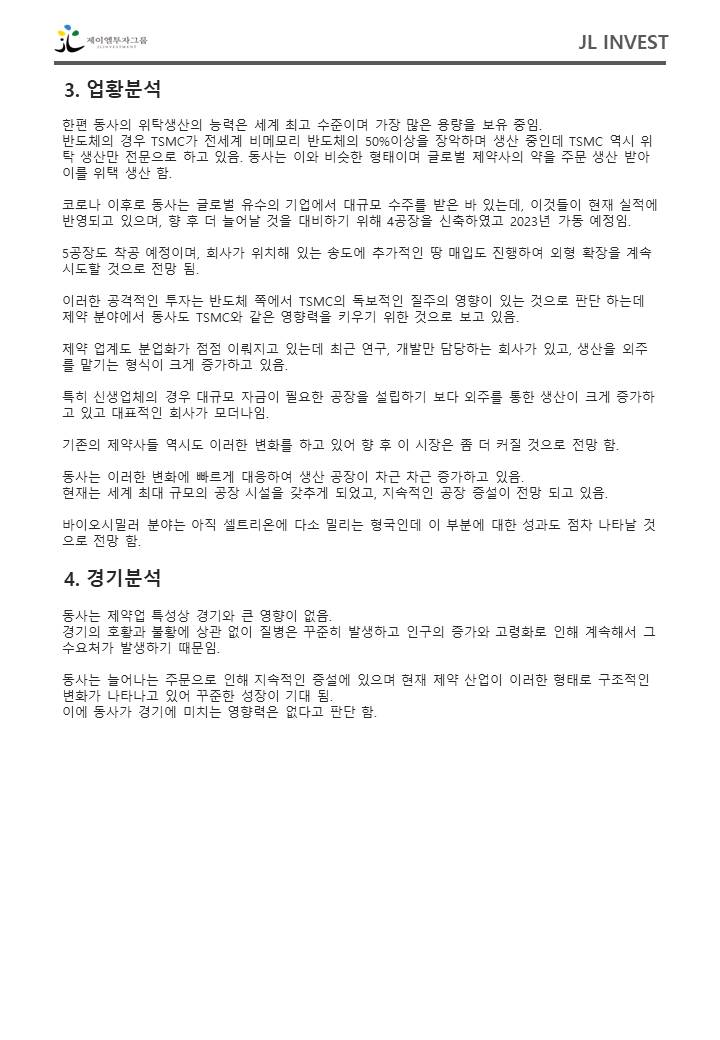 제이엘투자그룹
JLINVESTMENT
JL INVEST
3. 업황분석
한편 동사의 위탁생산의 능력은 세계 최고 수준이며 가장 많은 용량을 보유 중임.
반도체의 경우 TSMC가 전세계 비메모리 반도체의 50%이상을 장악하며 생산 중인데 TSMC 역시 위
탁 생산만 전문으로 하고 있음. 동사는 이와 비슷한 형태이며 글로벌 제약사의 약을 주문 생산 받아
이를 위택 생산 함.
코로나 이후로 동사는 글로벌 유수의 기업에서 대규모 수주를 받은 바 있는데, 이것들이 현재 실적에
반영되고 있으며, 향 후 더 늘어날 것을 대비하기 위해 4공장을 신축하였고 2023년 가동 예정임.
5공장도 착공 예정이며, 회사가 위치해 있는 송도에 추가적인 땅 매입도 진행하여 외형 확장을 계속
시도할 것으로 전망 됨.
이러한 공격적인 투자는 반도체 쪽에서 TSMC의 독보적인 질주의 영향이 있는 것으로 판단 하는데
제약 분야에서 동사도 TSMC와 같은 영향력을 키우기 위한 것으로 보고 있음.
제약 업계도 분업화가 점점 이뤄지고 있는데 최근 연구, 개발만 담당하는 회사가 있고, 생산을 외주
를 맡기는 형식이 크게 증가하고 있음.
특히 신생업체의 경우 대규모 자금이 필요한 공장을 설립하기 보다 외주를 통한 생산이 크게 증가하
고 있고 대표적인 회사가 모더나임.
기존의 제약사들 역시도 이러한 변화를 하고 있어 향 후 이 시장은 좀 더 커질 것으로 전망 함.
동사는 이러한 변화에 빠르게 대응하여 생산 공장이 차근 차근 증가하고 있음.
현재는 세계 최대 규모의 공장 시설을 갖추게 되었고, 지속적인 공장 증설이 전망 되고 있음.
바이오시밀러 분야는 아직 셀트리온에 다소 밀리는 형국인데 이 부분에 대한 성과도 점차 나타날 것
으로 전망 함.
4. 경기분석
동사는 제약업 특성상 경기와 큰 영향이 없음.
경기의 호황과 불황에 상관 없이 질병은 꾸준히 발생하고 인구의 증가와 고령화로 인해 계속해서 그
수요처가 발생하기 때문임.
동사는 늘어나는 주문으로 인해 지속적인 증설에 있으며 현재 제약 산업이 이러한 형태로 구조적인
변화가 나타나고 있어 꾸준한 성장이 기대 됨.
이에 동사가 경기에 미치는 영향력은 없다고 판단 함.